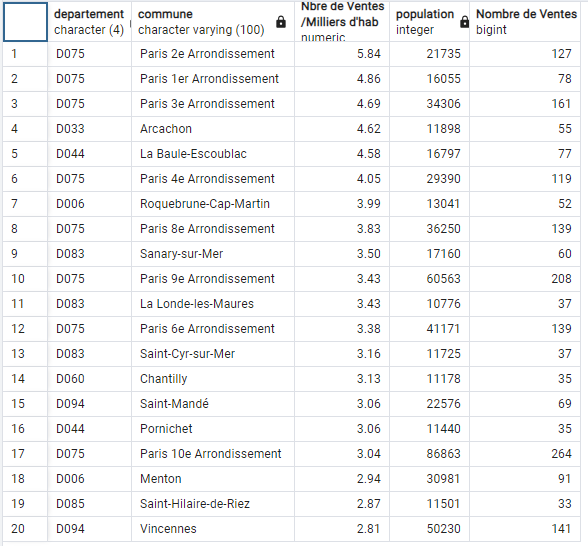 departement commune Nbre de Ventes /Milliers d'hab population Nombre de Ventes
character (4) character varying (100) numeric integer bigint
1 D075 Paris 2e Arrondissement 5.84 21735 127
2 D075 Paris 1er Arrondissement 4.86 16055 78
3 D075 Paris 3e Arrondissement 4.69 34306 161
4 D033 Arcachon 4.62 11898 55
5 D044 La Baule-Escoublac 4.58 16797 77
6 D075 Paris 4e Arrondissement 4.05 29390 119
7 D006 Roquebrune-Cap-Martin 3.99 13041 52
8 D075 Paris 8e Arrondissement 3.83 36250 139
9 D083 Sanary-sur-Mer 3.50 17160 60
10 D075 Paris 9e Arrondissement 3.43 60563 208
11 D083 La Londe-les-Maures 3.43 10776 37
12 D075 Paris 6e Arrondissement 3.38 41171 139
13 D083 Saint-Cyr-sur-Mer 3.16 11725 37
14 D060 Chantilly 3.13 11178 35
15 D094 Saint-Mandé 3.06 22576 69
16 D044 Pornichet 3.06 11440 35
17 D075 Paris 10e Arrondissement 3.04 86863 264
18 D006 Menton 2.94 30981 91
19 D085 Saint-Hilaire-de-Riez 2.87 11501 33
20 D094 Vincennes 2.81 50230 141